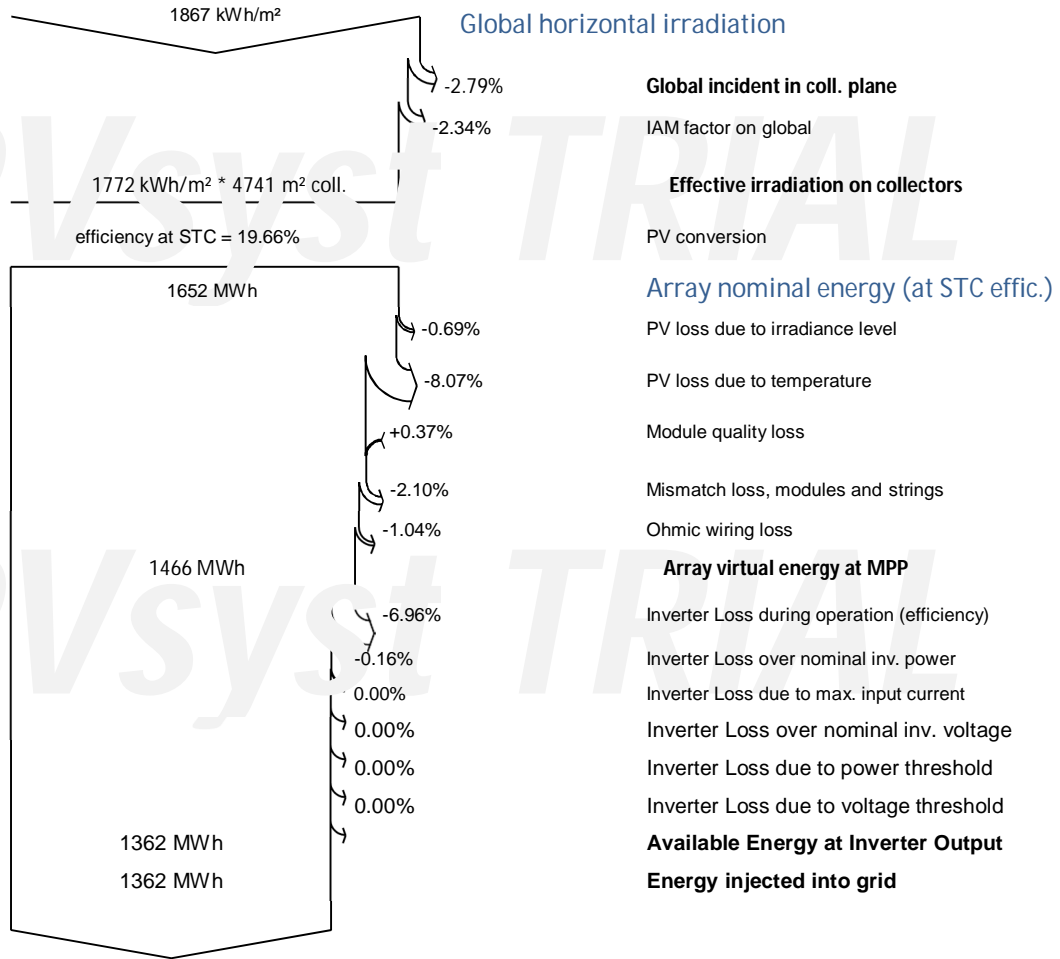 1867 kWh/m² Global horizontal irradiation
-2.79% Global incident in coll. plane
-2.34% IAM factor on global
1772 kWh/m² * 4741 m² coll. Effective irradiation on collectors
efficiency at STC = 19.66% PV conversion
1652 MWh Array nominal energy (at STC effic.)
-0.69% PV loss due to irradiance level
-8.07% PV loss due to temperature
+0.37% Module quality loss
-2.10% Mismatch loss, modules and strings
-1.04% Ohmic wiring loss
1466 MWh Array virtual energy at MPP
-6.96% Inverter Loss during operation (efficiency)
-0.16% Inverter Loss over nominal inv. power
0.00% Inverter Loss due to max. input current
0.00% Inverter Loss over nominal inv. voltage
0.00% Inverter Loss due to power threshold
0.00% Inverter Loss due to voltage threshold
1362 MWh Available Energy at Inverter Output
1362 MWh Energy injected into grid
PVsyst TRIAL
PVsyst TRIAL